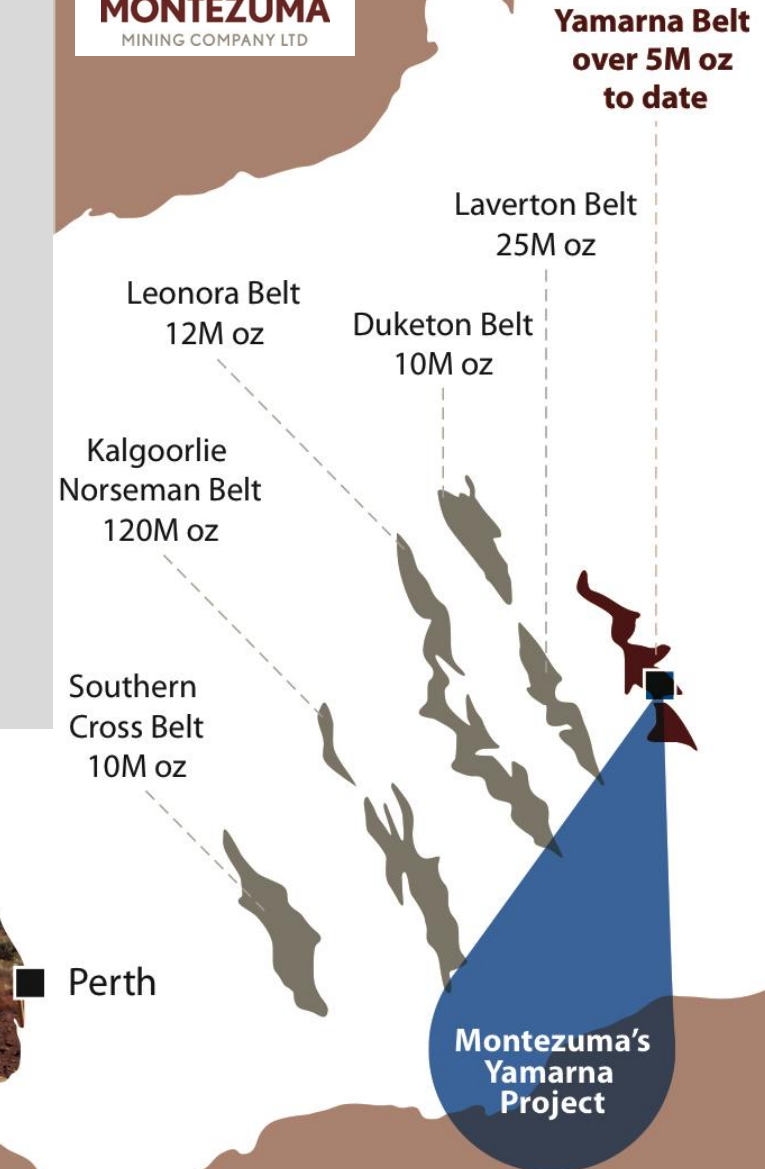 MONTEZUMA
MINING COMPANY LTD
Yamarna Belt
over 5M oz
to date
Laverton Belt
25M oz
Leonora Belt
12M oz
Duketon Belt
10M oz
Kalgoorlie
Norseman Belt
120M oz
Southern
Cross Belt
10M oz
Perth
Montezuma's
Yamarna
Project